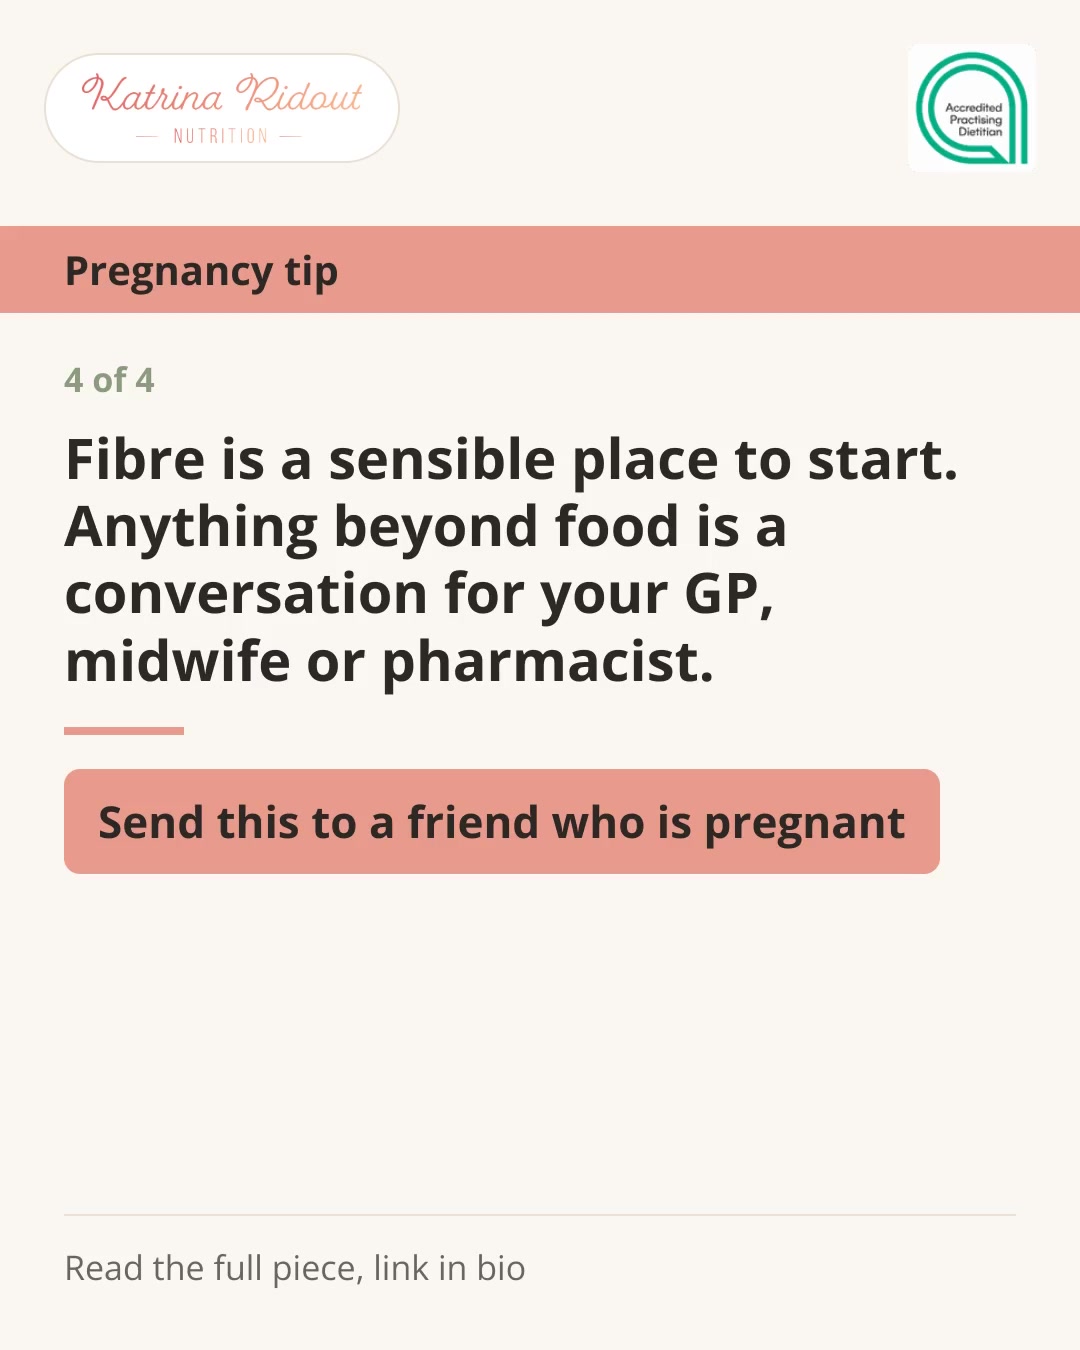 Katrina Ridout
NUTRITION
Accredited
Practising
Dietitian
Pregnancy tip
4 of 4
Fibre is a sensible place to start.
Anything beyond food is a
conversation for your GP,
midwife or pharmacist.
Send this to a friend who is pregnant
Read the full piece, link in bio